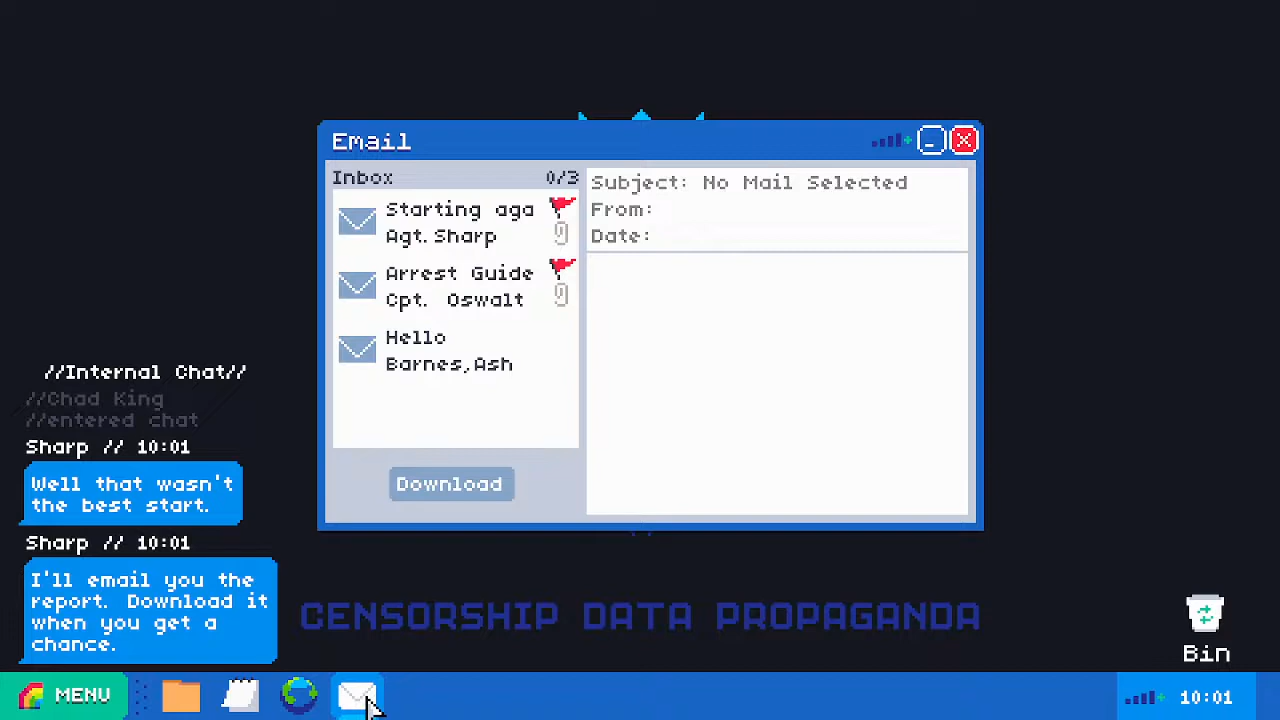 Email
Inbox 0/3
Starting aga
Agt.Sharp
Arrest Guide
Cpt. Oswalt
Hello
Barnes,Ash
Download
Subject: No Mail Selected
From:
Date:
//Internal Chat//
//Chad King
//entered chat
Sharp // 10:01
Well that wasn't
the best start.
Sharp // 10:01
I'll email you the
report. Download it
when you get a
chance.
CENSORSHIP DATA PROPAGANDA
Bin
MENU
10:01